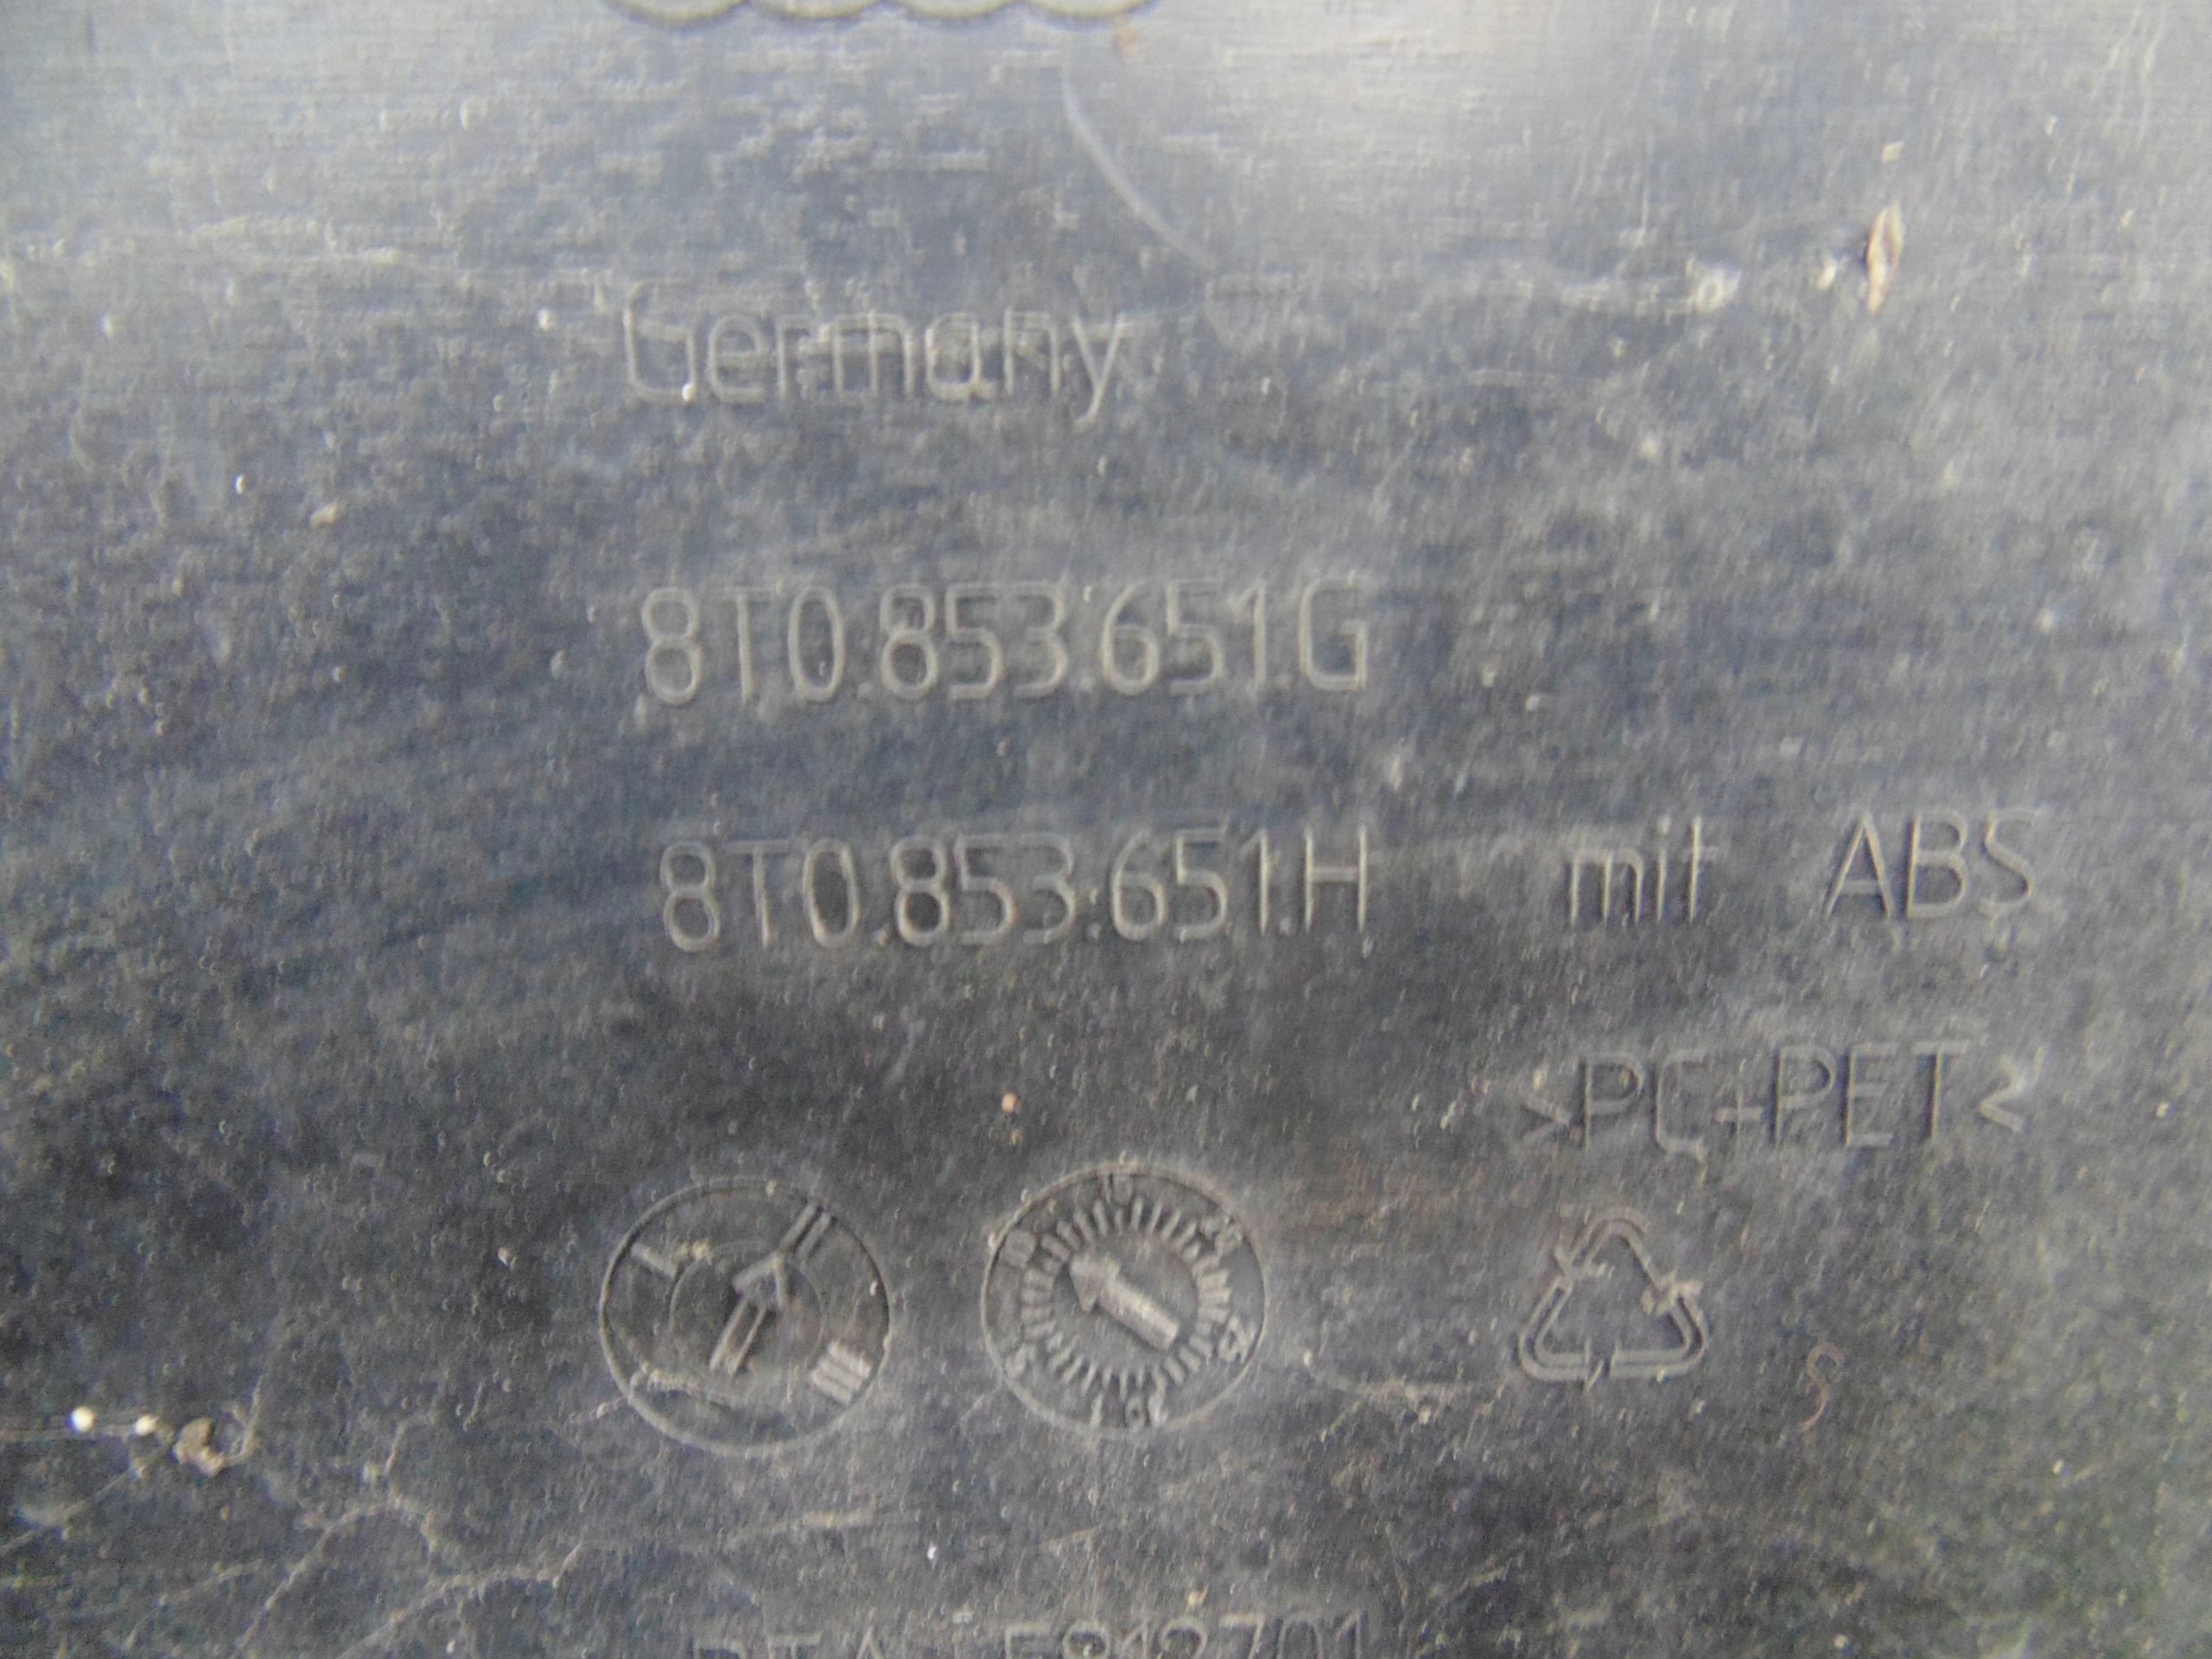 Germany
8T0.853.651.G
8T0.853.651.H mit ABS
>PC+PET<